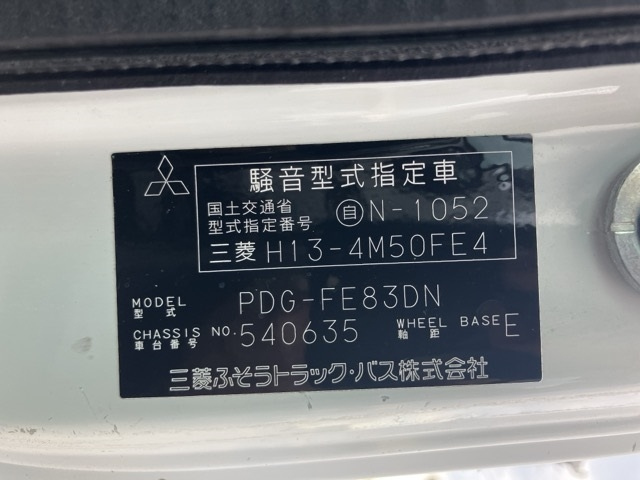 騒音型式指定車
国土交通省
型式指定番号 自N-1052
三菱 H13-4M50FE4
MODEL
型式 PDG-FE83DN
CHASSIS NO.
車台番号 540635 WHEEL BASE
軸距 E
三菱ふそうトラック・バス株式会社